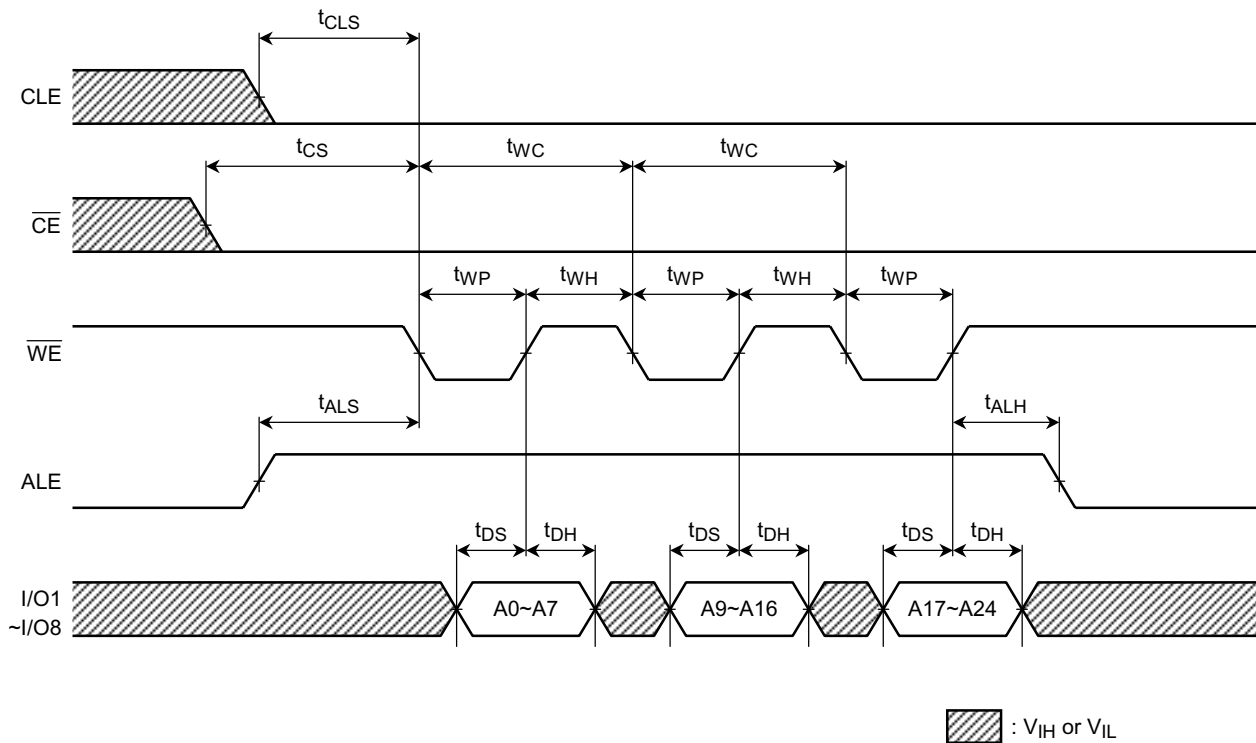 tCLS
CLE
tCS tWC tWC
CE
tWP tWH tWP tWH tWP
WE
tALS tALH
ALE
tDS tDH tDS tDH tDS tDH
I/O1
~I/O8
A0~A7 A9~A16 A17~A24
: VIH or VIL